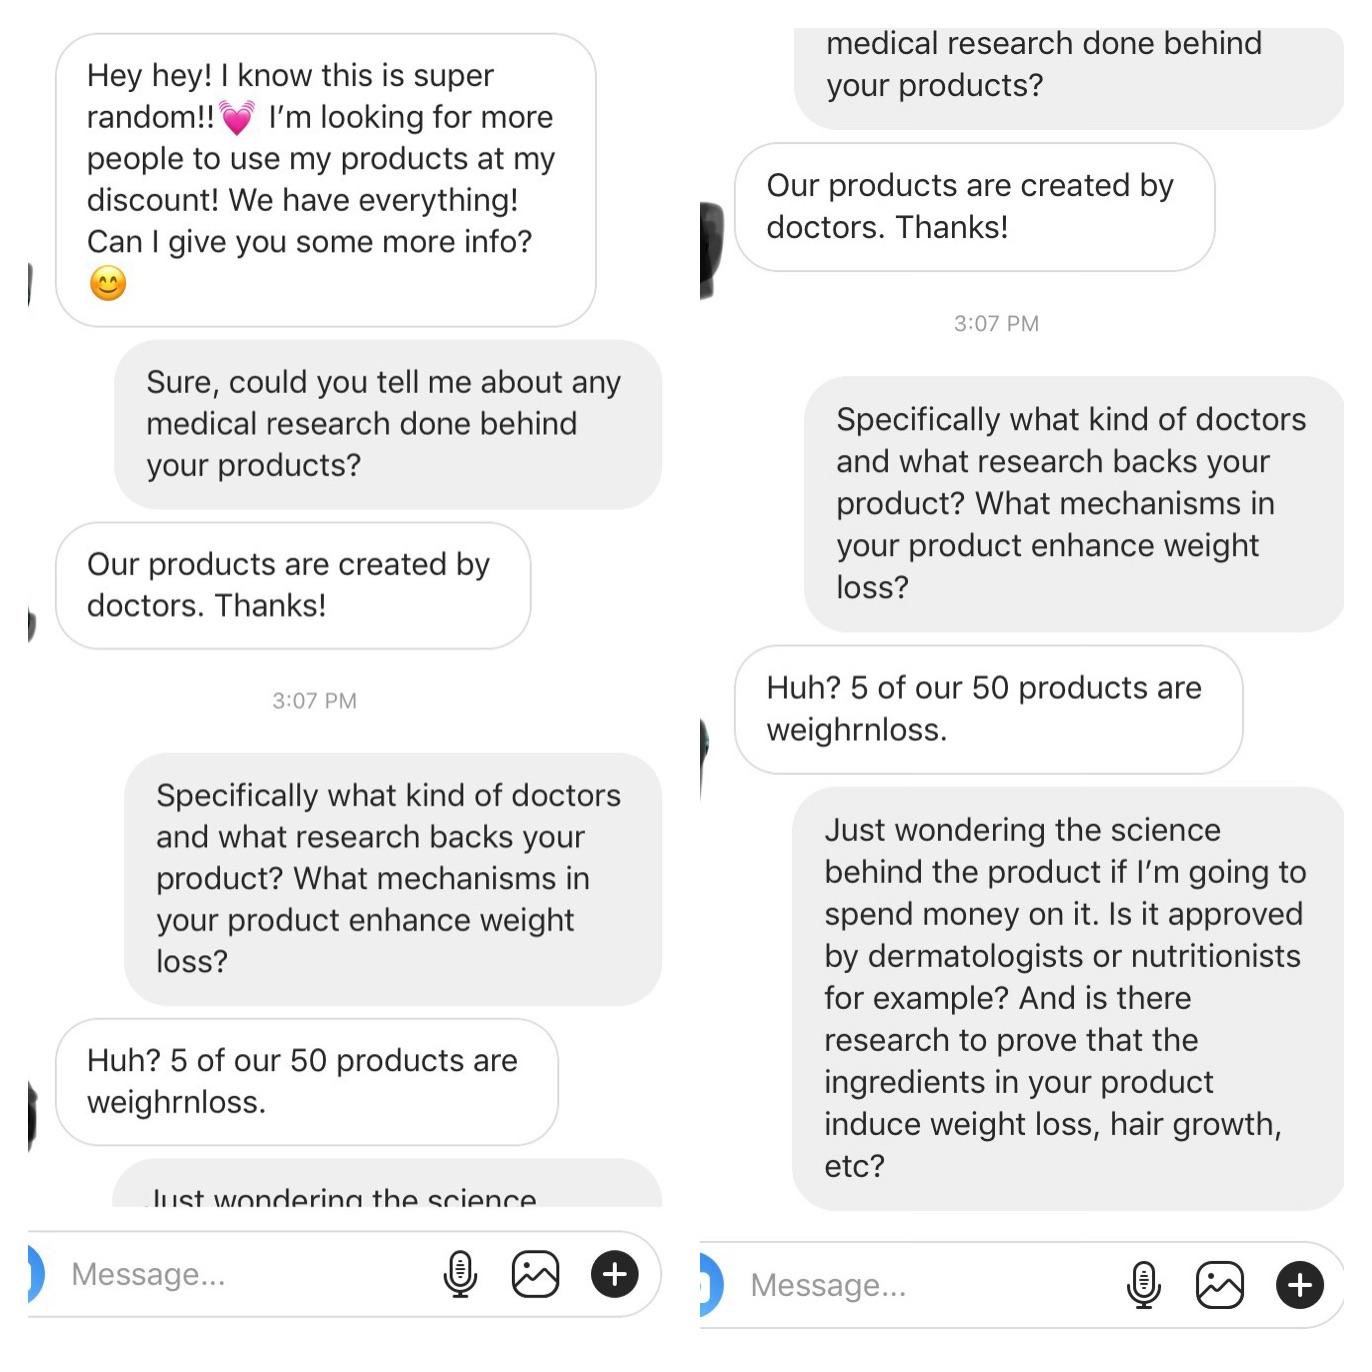 Hey hey! I know this is super
random!!💓 I’m looking for more
people to use my products at my
discount! We have everything!
Can I give you some more info?
😊
Sure, could you tell me about any
medical research done behind
your products?
Our products are created by
doctors. Thanks!
3:07 PM
Specifically what kind of doctors
and what research backs your
product? What mechanisms in
your product enhance weight
loss?
Huh? 5 of our 50 products are
weighrnloss.
Just wondering the science
Message...
medical research done behind
your products?
Our products are created by
doctors. Thanks!
3:07 PM
Specifically what kind of doctors
and what research backs your
product? What mechanisms in
your product enhance weight
loss?
Huh? 5 of our 50 products are
weighrnloss.
Just wondering the science
behind the product if I’m going to
spend money on it. Is it approved
by dermatologists or nutritionists
for example? And is there
research to prove that the
ingredients in your product
induce weight loss, hair growth,
etc?
Message...